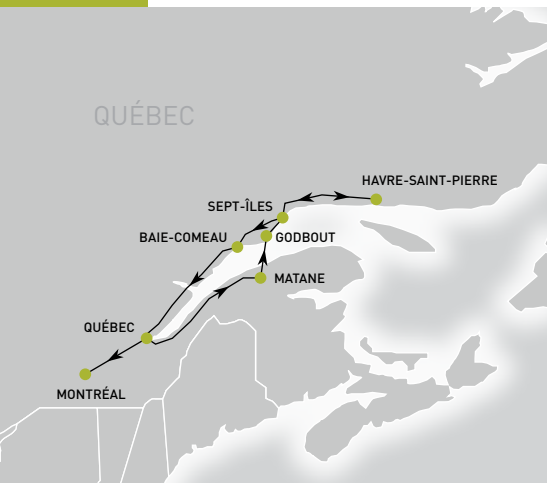 QUÉBEC
HAVRE-SAINT-PIERRE
SEPT-ÎLES
BAIE-COMEAU
GODBOUT
MATANE
QUÉBEC
MONTRÉAL